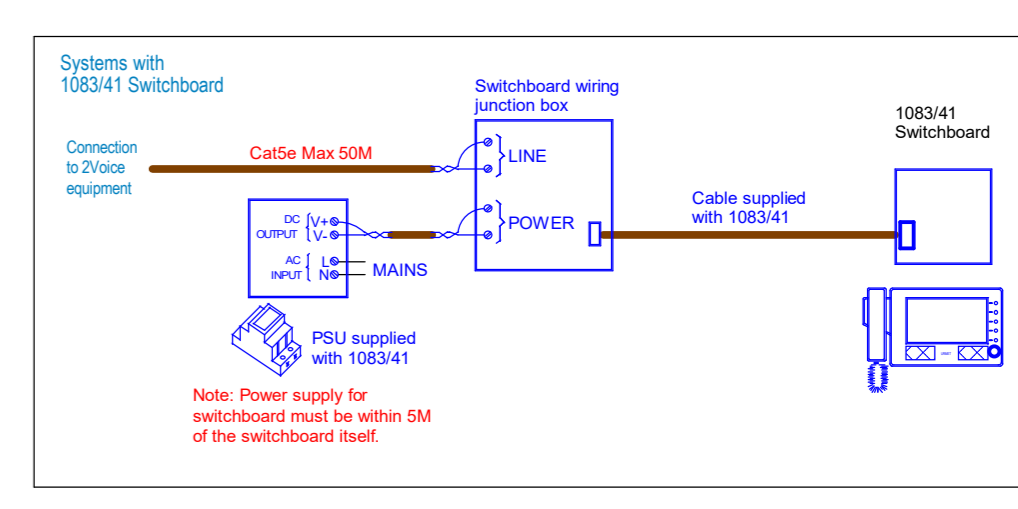 Systems with
1083/41 Switchboard
Switchboard wiring
junction box
1083/41
Switchboard
Connection
to 2Voice
equipment
Cat5e Max 50M
LINE
Cable supplied
with 1083/41
DC
OUTPUT
V+
V-
POWER
AC
INPUT
L
N
MAINS
PSU supplied
with 1083/41
Note: Power supply for
switchboard must be within 5M
of the switchboard itself.